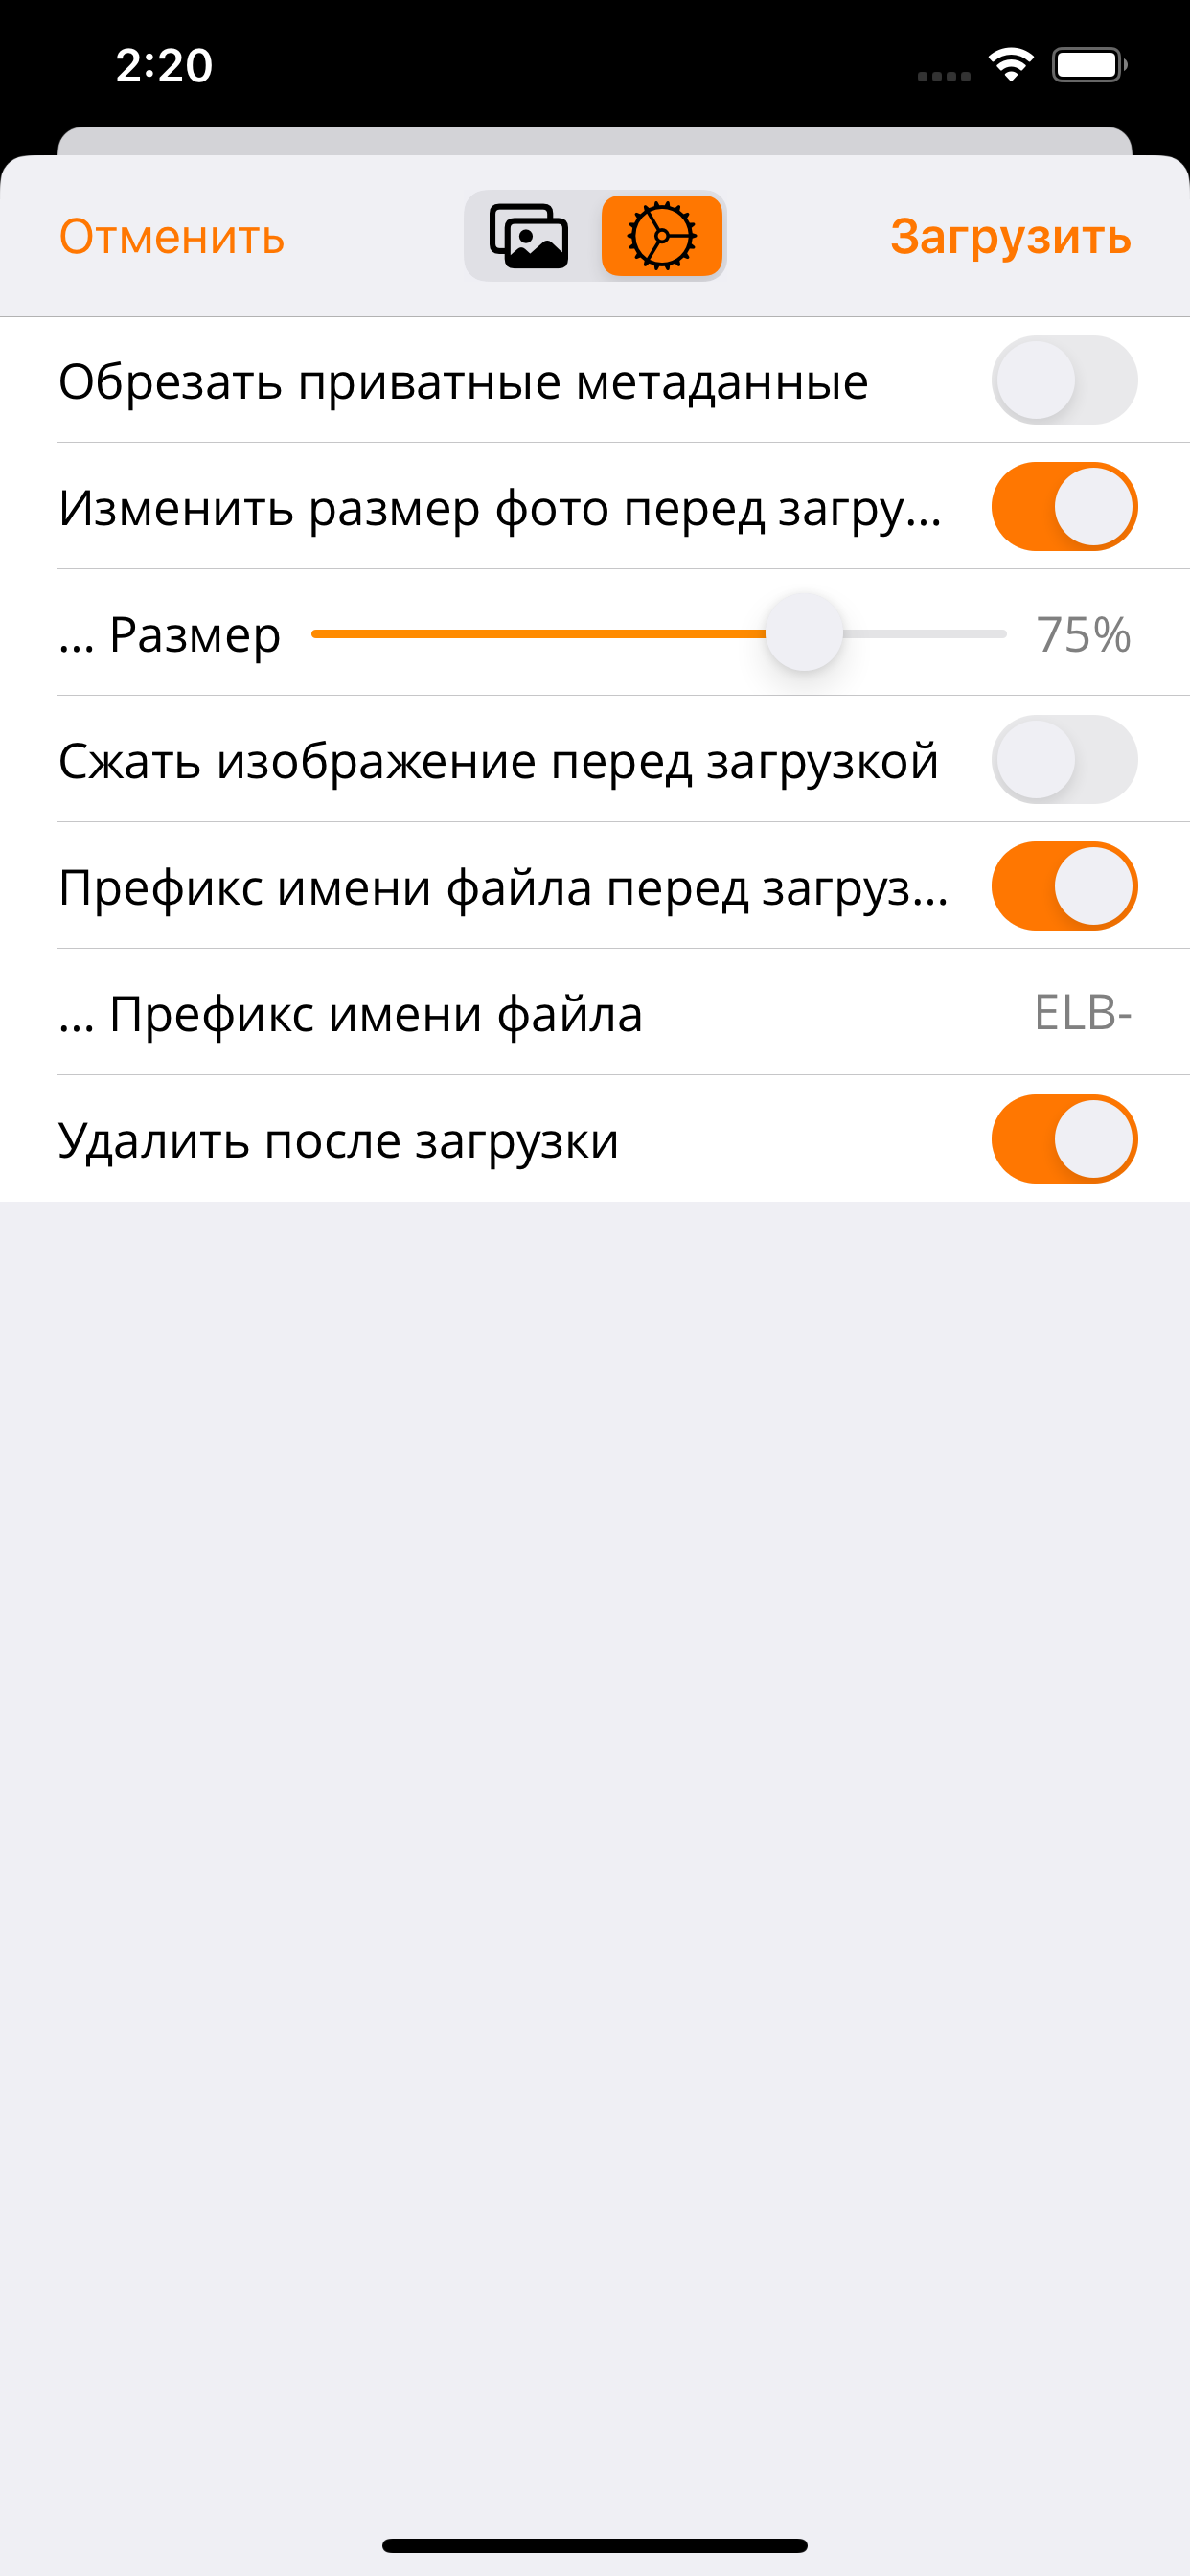 2:20
Отменить
Загрузить
Обрезать приватные метаданные
Изменить размер фото перед загру...
... Размер 75%
Сжать изображение перед загрузкой
Префикс имени файла перед загруз...
... Префикс имени файла ELB-
Удалить после загрузки